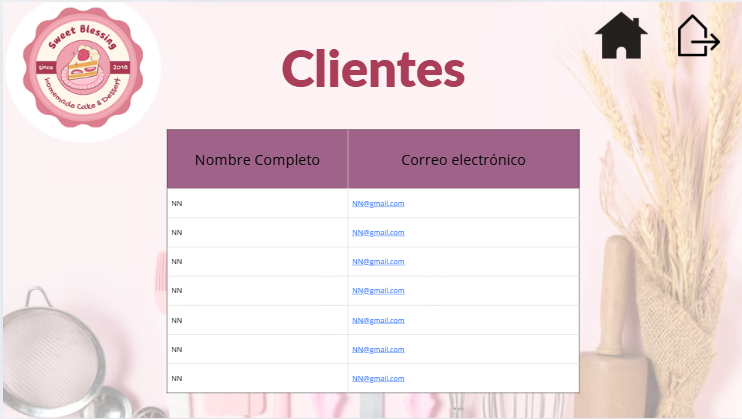 Sweet Blessing
since 2018
Homemade Cake & Dessert
Clientes
Nombre Completo Correo electrónico
NN NN@gmail.com
NN NN@gmail.com
NN NN@gmail.com
NN NN@gmail.com
NN NN@gmail.com
NN NN@gmail.com
NN NN@gmail.com